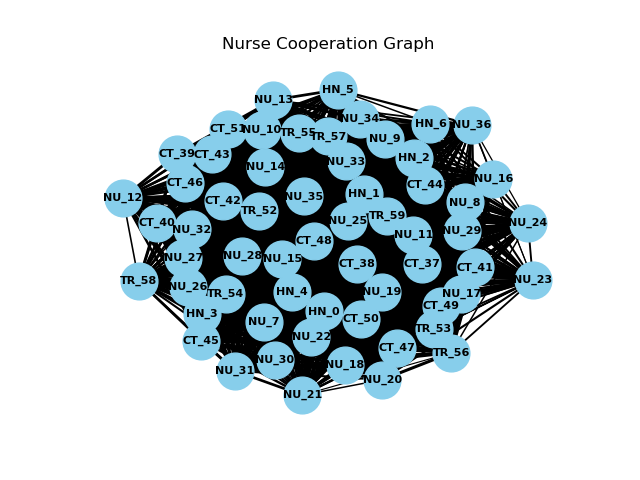 Nurse Cooperation Graph
HN_5
NU_13
NU_34
HN_6
NU_36
CT_51
NU_10
TR_55
TR_57
NU_9
CT_39
CT_43
NU_33
HN_2
NU_14
NU_16
CT_46
CT_44
NU_12
CT_42
NU_35
HN_1
NU_8
TR_52
CT_40
NU_32
NU_25
TR_59
NU_24
NU_11
NU_29
CT_48
NU_27
NU_28
NU_15
CT_38
CT_37
CT_41
TR_58
NU_26
TR_54
HN_4
NU_19
NU_17
NU_23
CT_49
HN_3
HN_0
NU_7
CT_50
TR_53
CT_45
NU_22
CT_47
TR_56
NU_30
NU_18
NU_31
NU_20
NU_21